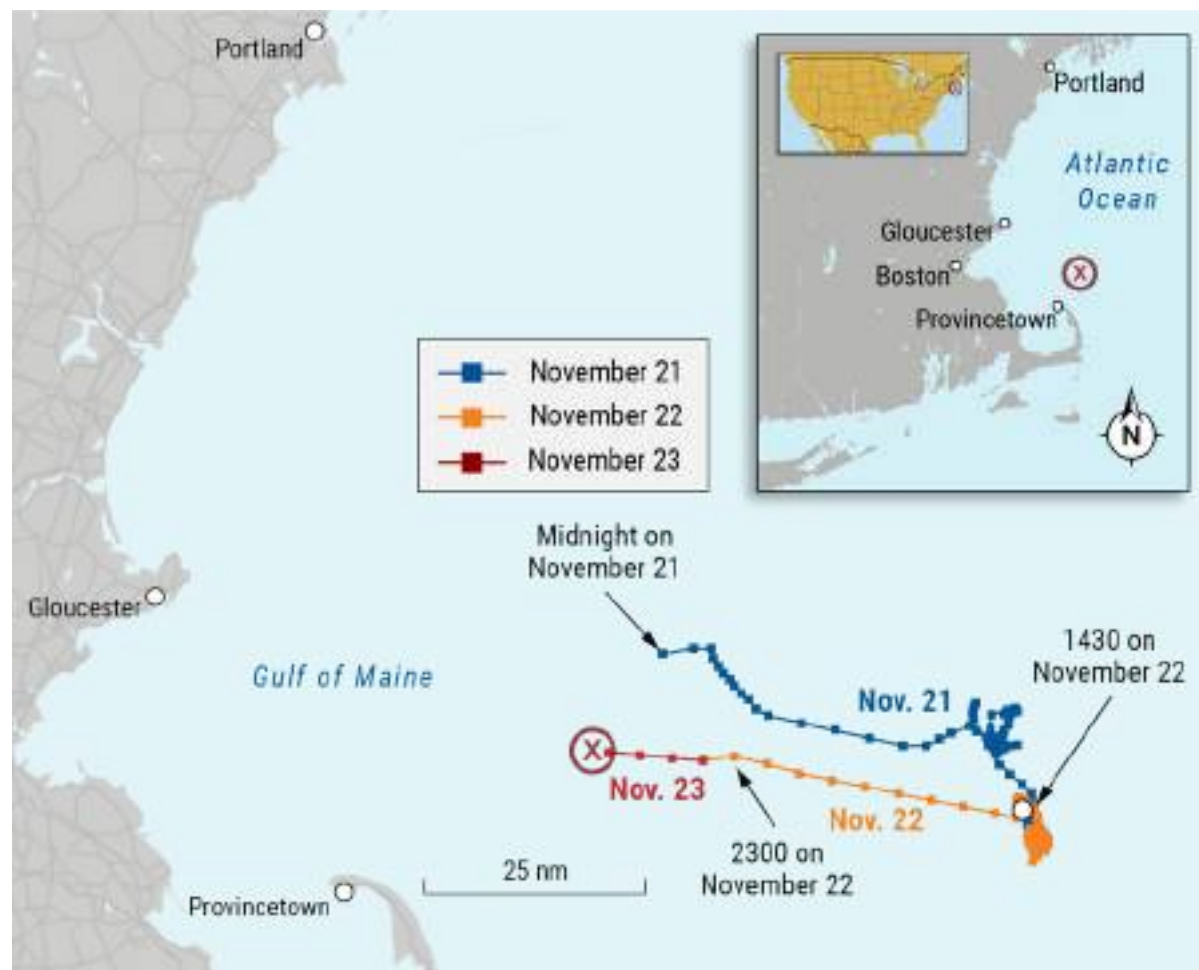 Portland
Portland
Atlantic
Ocean
Gloucester
Boston
Provincetown
N
X
November 21
November 22
November 23
Midnight on
November 21
Gloucester
Gulf of Maine
1430 on
November 22
Nov. 21
X
Nov. 23
Nov. 22
2300 on
November 22
25 nm
Provincetown